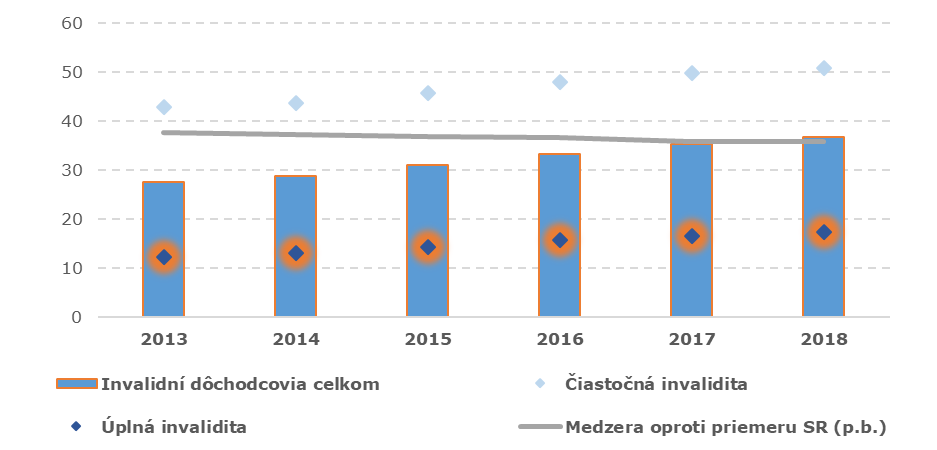 60
50
40
30
20
10
0
2013 2014 2015 2016 2017 2018
Invalidní dôchodcovia celkom
Čiastočná invalidita
Úplná invalidita
Medzera oproti priemeru SR (p.b.)